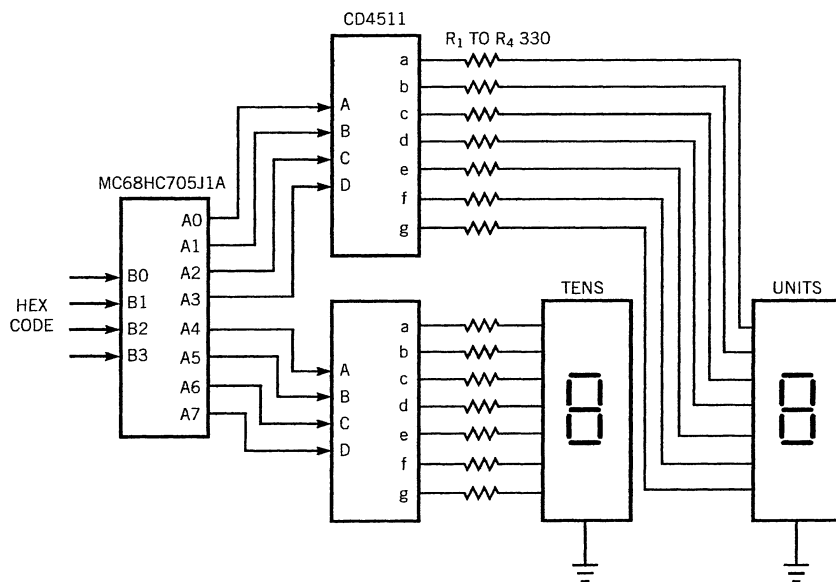 CD4511
R₁ TO R₄ 330
a
b
c
d
e
f
g
A
B
C
D
MC68HC705J1A
A0
A1
A2
A3
A4
A5
A6
A7
HEX
CODE
B0
B1
B2
B3
A
B
C
D
a
b
c
d
e
f
g
TENS
UNITS